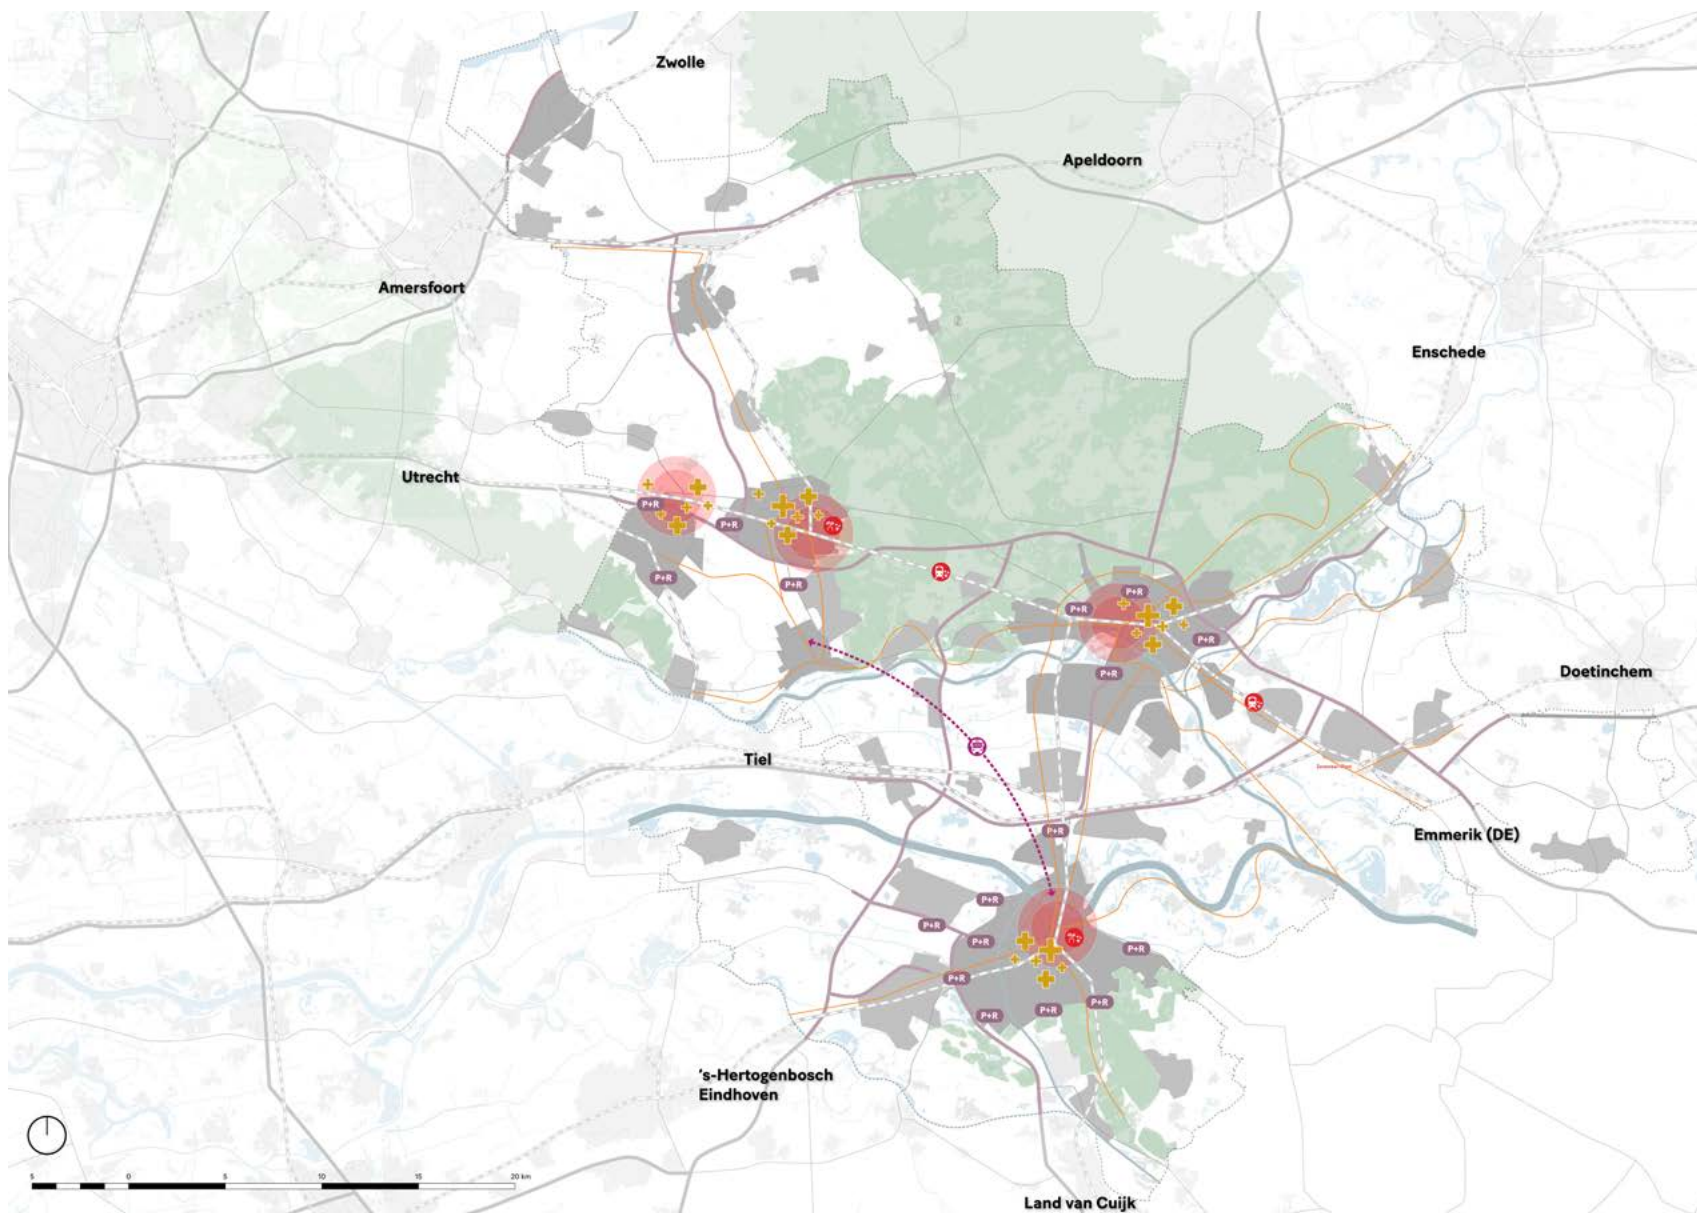 Zwolle
Apeldoorn
Amersfoort
Enschede
Utrecht
P+R
P+R
P+R
P+R
P+R
P+R
P+R
P+R
Doetinchem
Tiel
P+R
Emmerik (DE)
P+R
P+R
P+R
P+R
P+R
P+R
P+R
P+R
's-Hertogenbosch
Eindhoven
5 0 5 10 15 20 km
Land van Cuijk